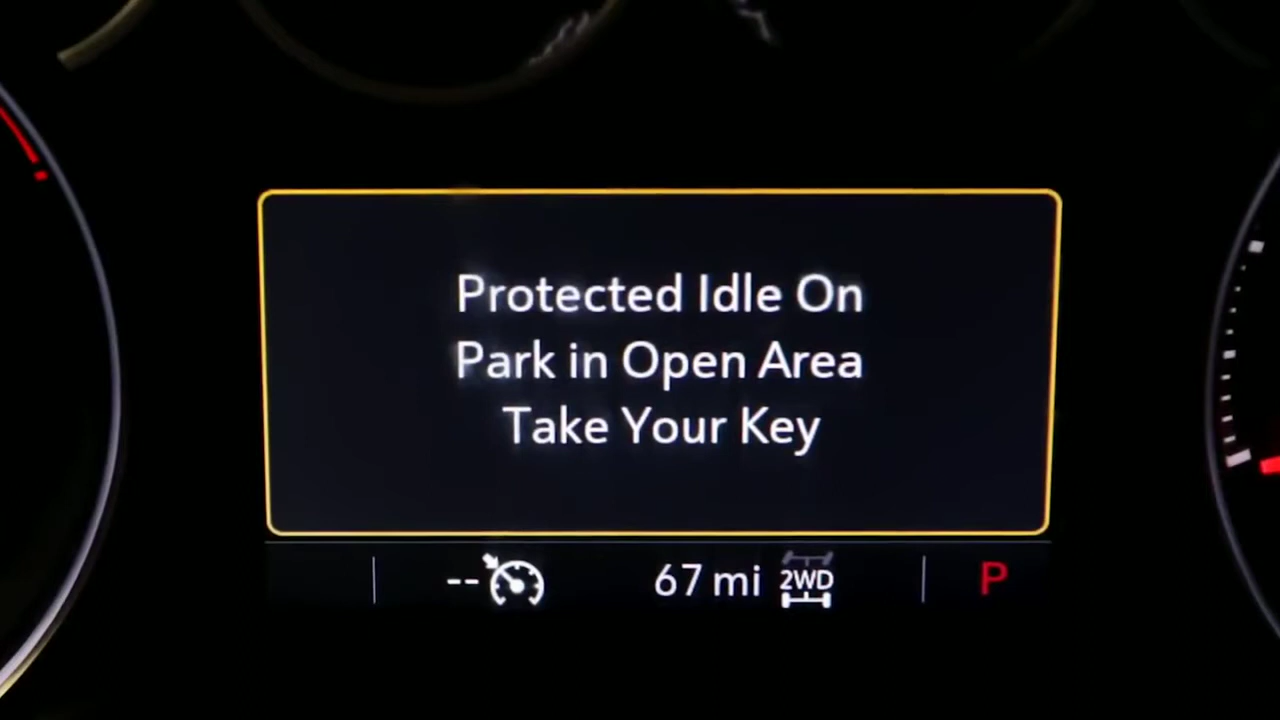 Protected Idle On
Park in Open Area
Take Your Key
-- 67 mi 2WD P